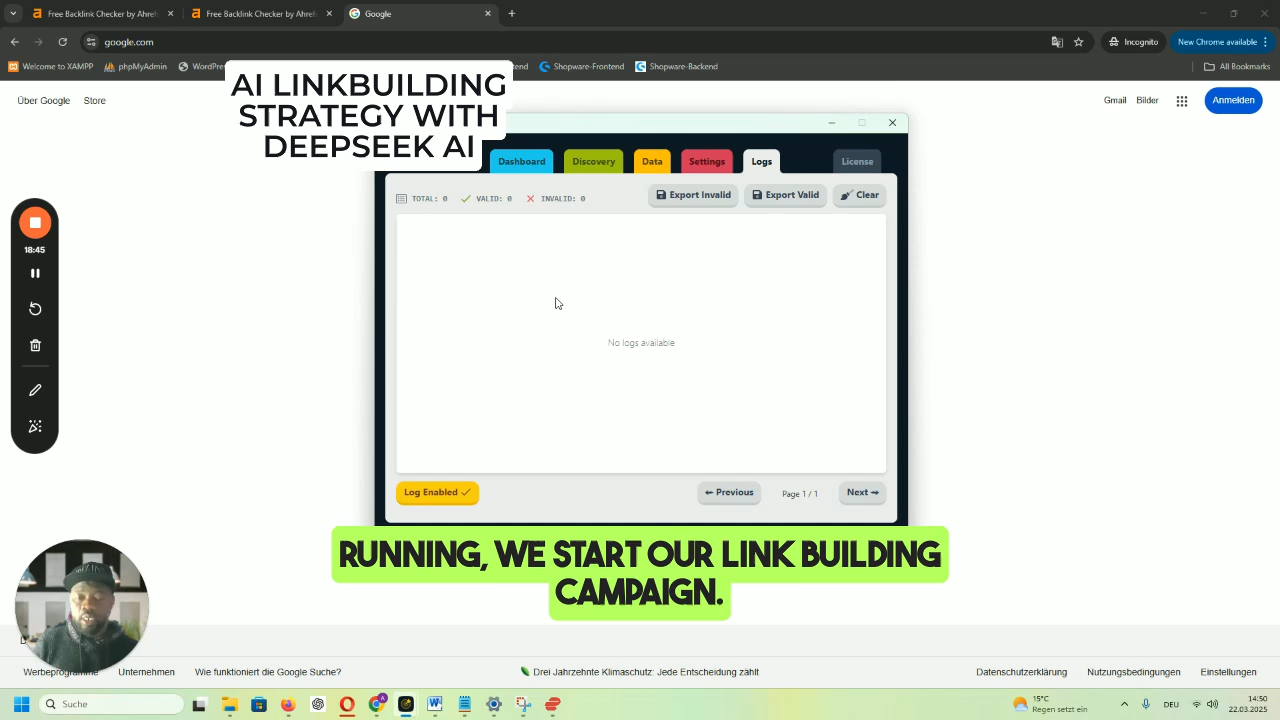 Free Backlink Checker by Ahref
Free Backlink Checker by Ahref
Google
google.com
Incognito
New Chrome available
Welcome to XAMPP
phpMyAdmin
Shopware-Frontend
Shopware-Backend
All Bookmarks
Über Google
Store
Gmail
Bilder
Anmelden
AI LINKBUILDING
STRATEGY WITH
DEEPSEEK AI
Dashboard
Discovery
Data
Settings
Logs
License
TOTAL: 0
VALID: 0
INVALID: 0
Export Invalid
Export Valid
Clear
18:45
No logs available
Log Enabled
Previous
Page 1 / 1
Next
RUNNING, WE START OUR LINK BUILDING
CAMPAIGN.
Werbeprogramme
Unternehmen
Wie funktioniert die Google Suche?
Drei Jahrzehnte Klimaschutz: Jede Entscheidung zählt
Datenschutzerklärung
Nutzungsbedingungen
Einstellungen
Suche
15°C
Regen setzt ein
DEU
14:50
22.03.2025